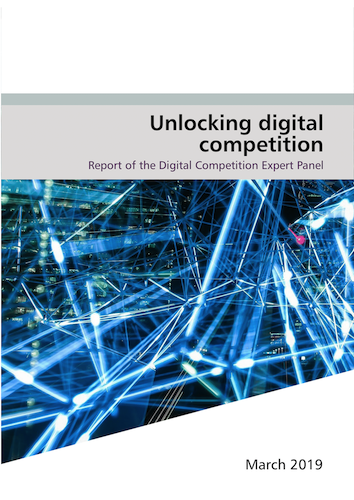 Unlocking digital
competition
Report of the Digital Competition Expert Panel
March 2019